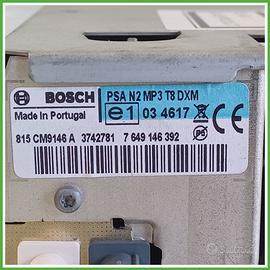 BOSCH
PSA N2 MP3 T8 DXM
Made in Portugal
e1 03 4617
815 CM9146 A 3742781 7 649 146 392
subito